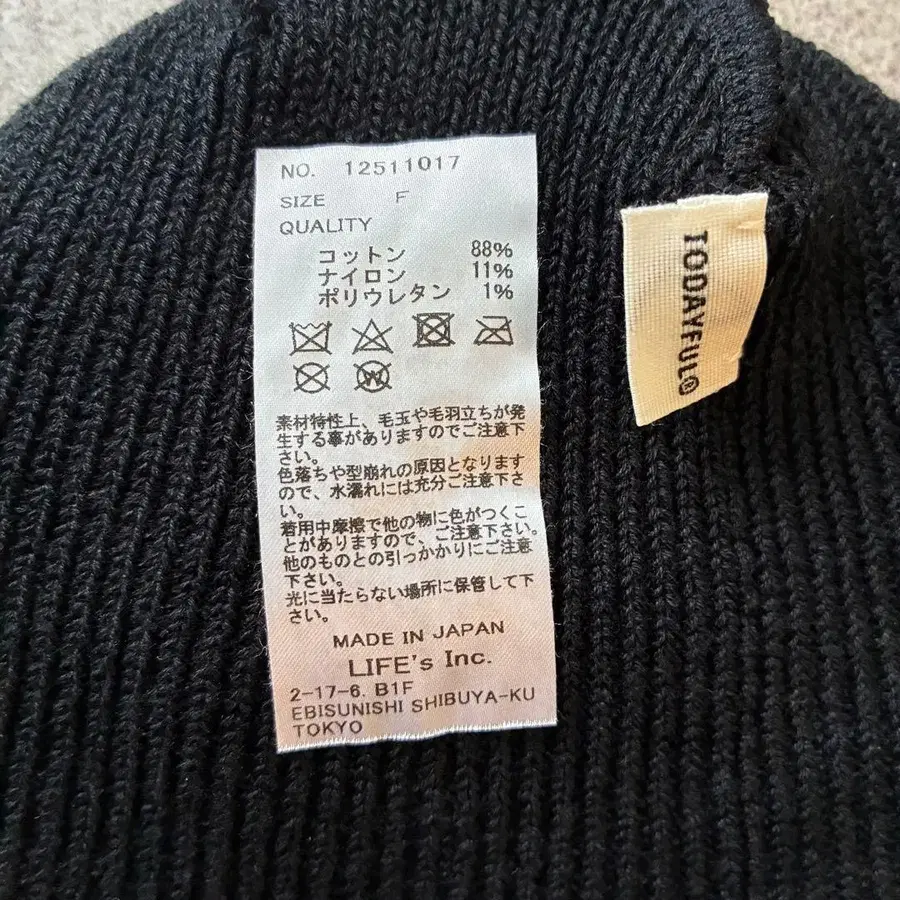 NO. 12511017
SIZE F
QUALITY
コットン 88%
ナイロン 11%
ポリウレタン 1%
W
素材特性上、毛玉や毛羽立ちが発
生する事がありますのでご注意下
さい。
色落ちや型崩れの原因となります
ので、水濡れには充分ご注意下さ
い。
着用中摩擦で他の物に色がつくこ
とがありますので、ご注意下さい。
他のものとの引っかかりにご注意
下さい。
光に当たらない場所に保管して下
さい。
MADE IN JAPAN
LIFE's Inc.
2-17-6. B1F
EBISUNISHI SHIBUYA-KU
TOKYO
TODAYFUL®